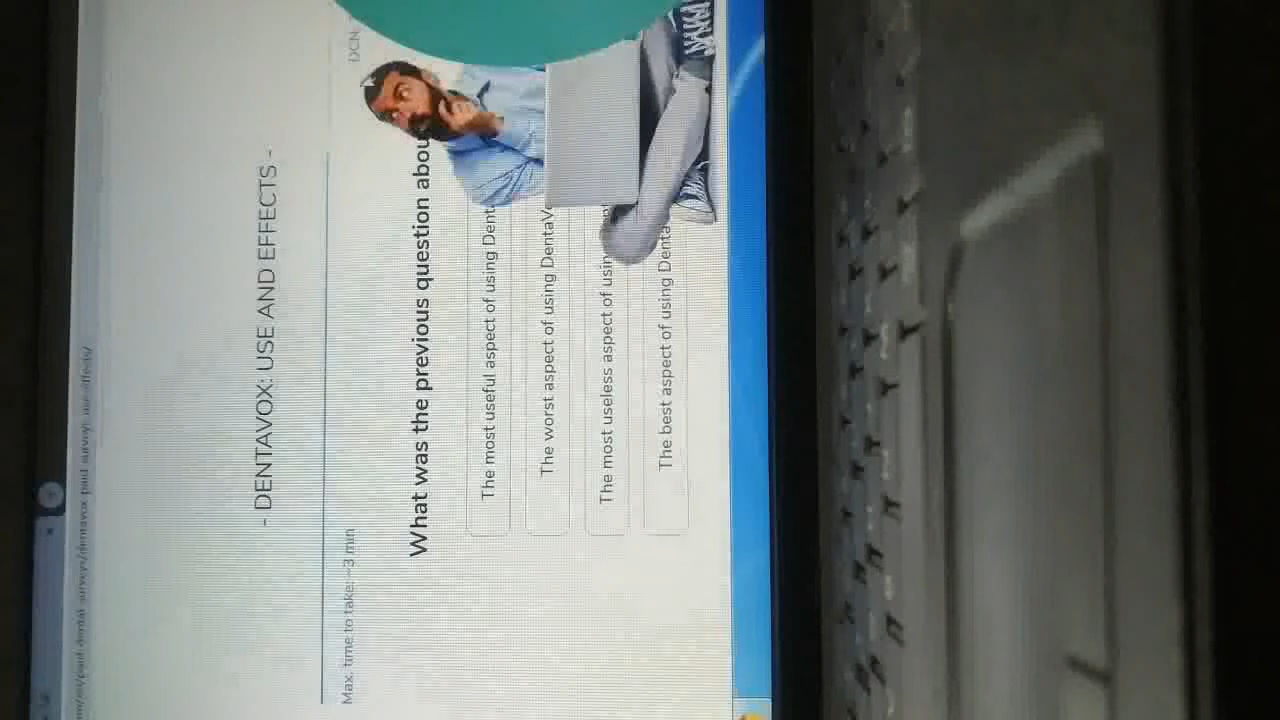 - DENTAVOX: USE AND EFFECTS -
Max. time to take: ~3 min
DCN
What was the previous question abou
The most useful aspect of using Dent
The worst aspect of using DentaV
The most useless aspect of usin
The best aspect of using Denta